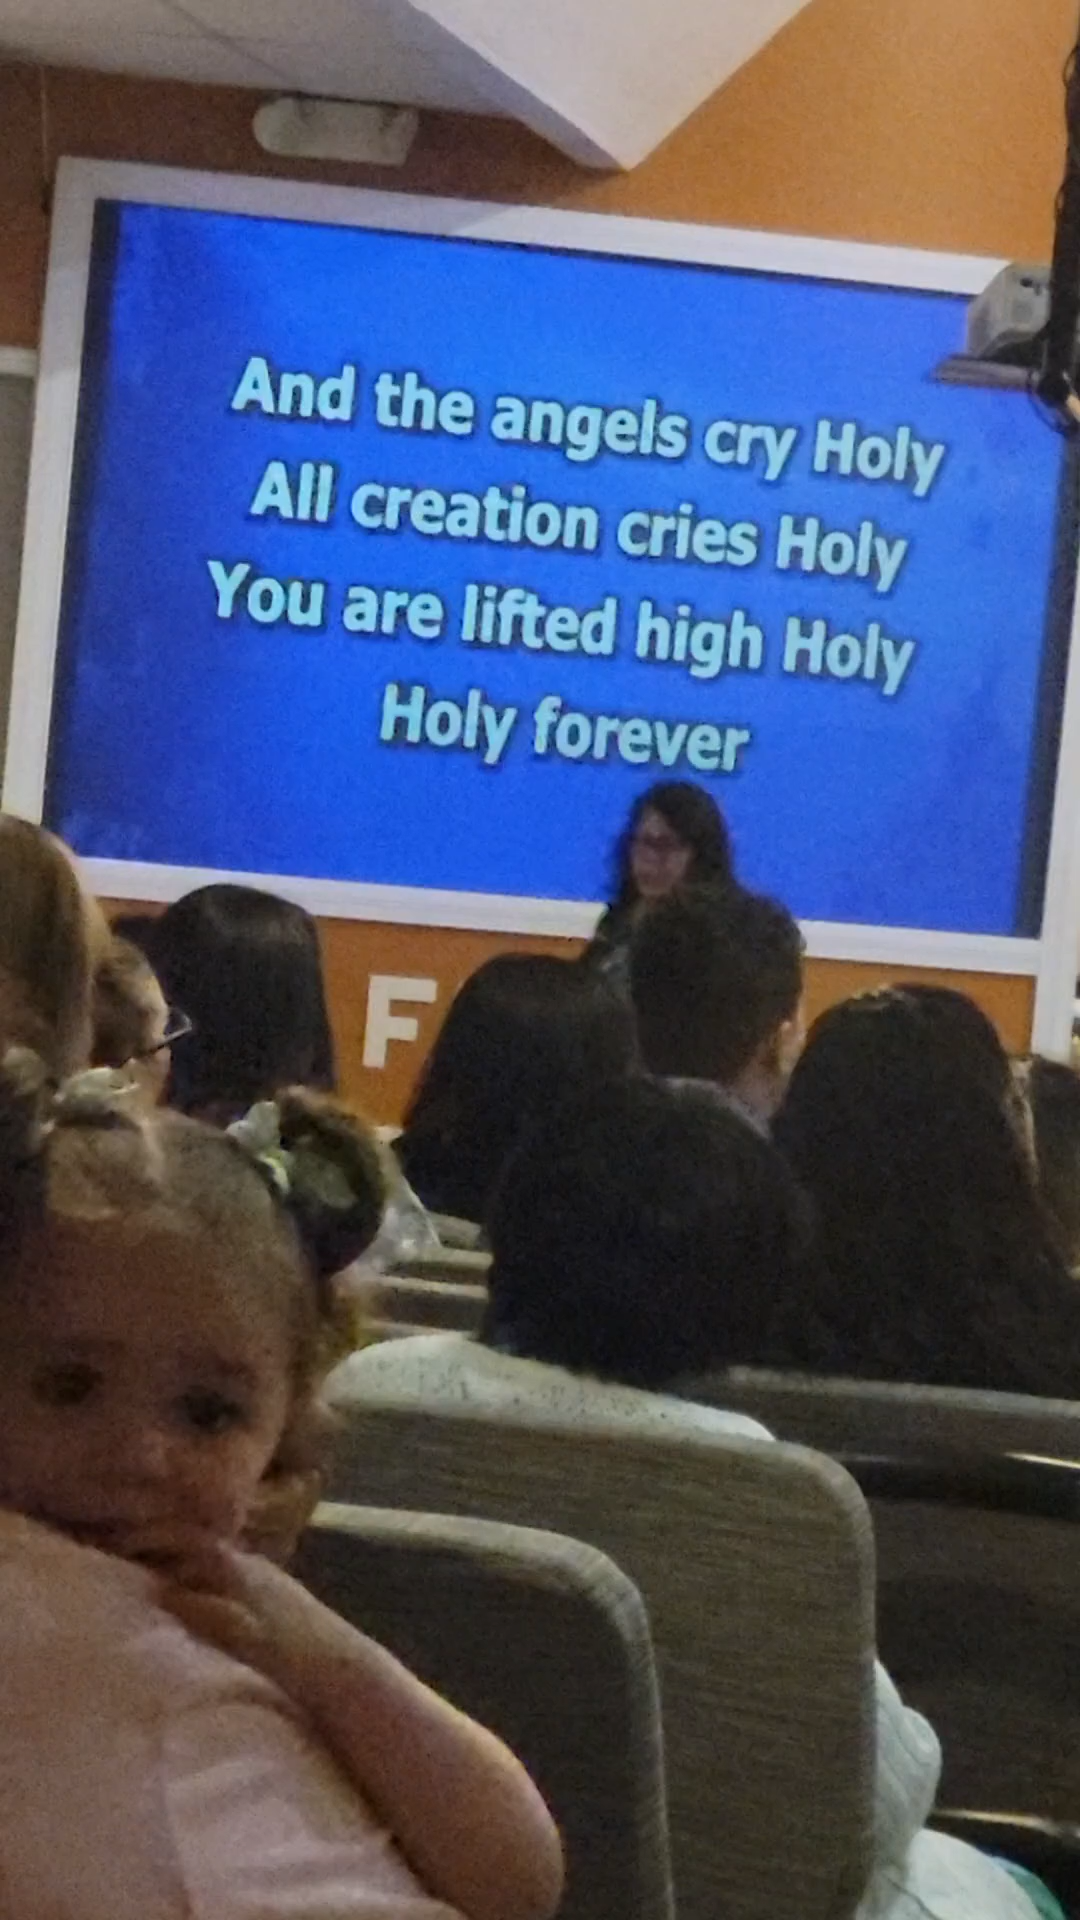 And the angels cry Holy
All creation cries Holy
You are lifted high Holy
Holy forever
F